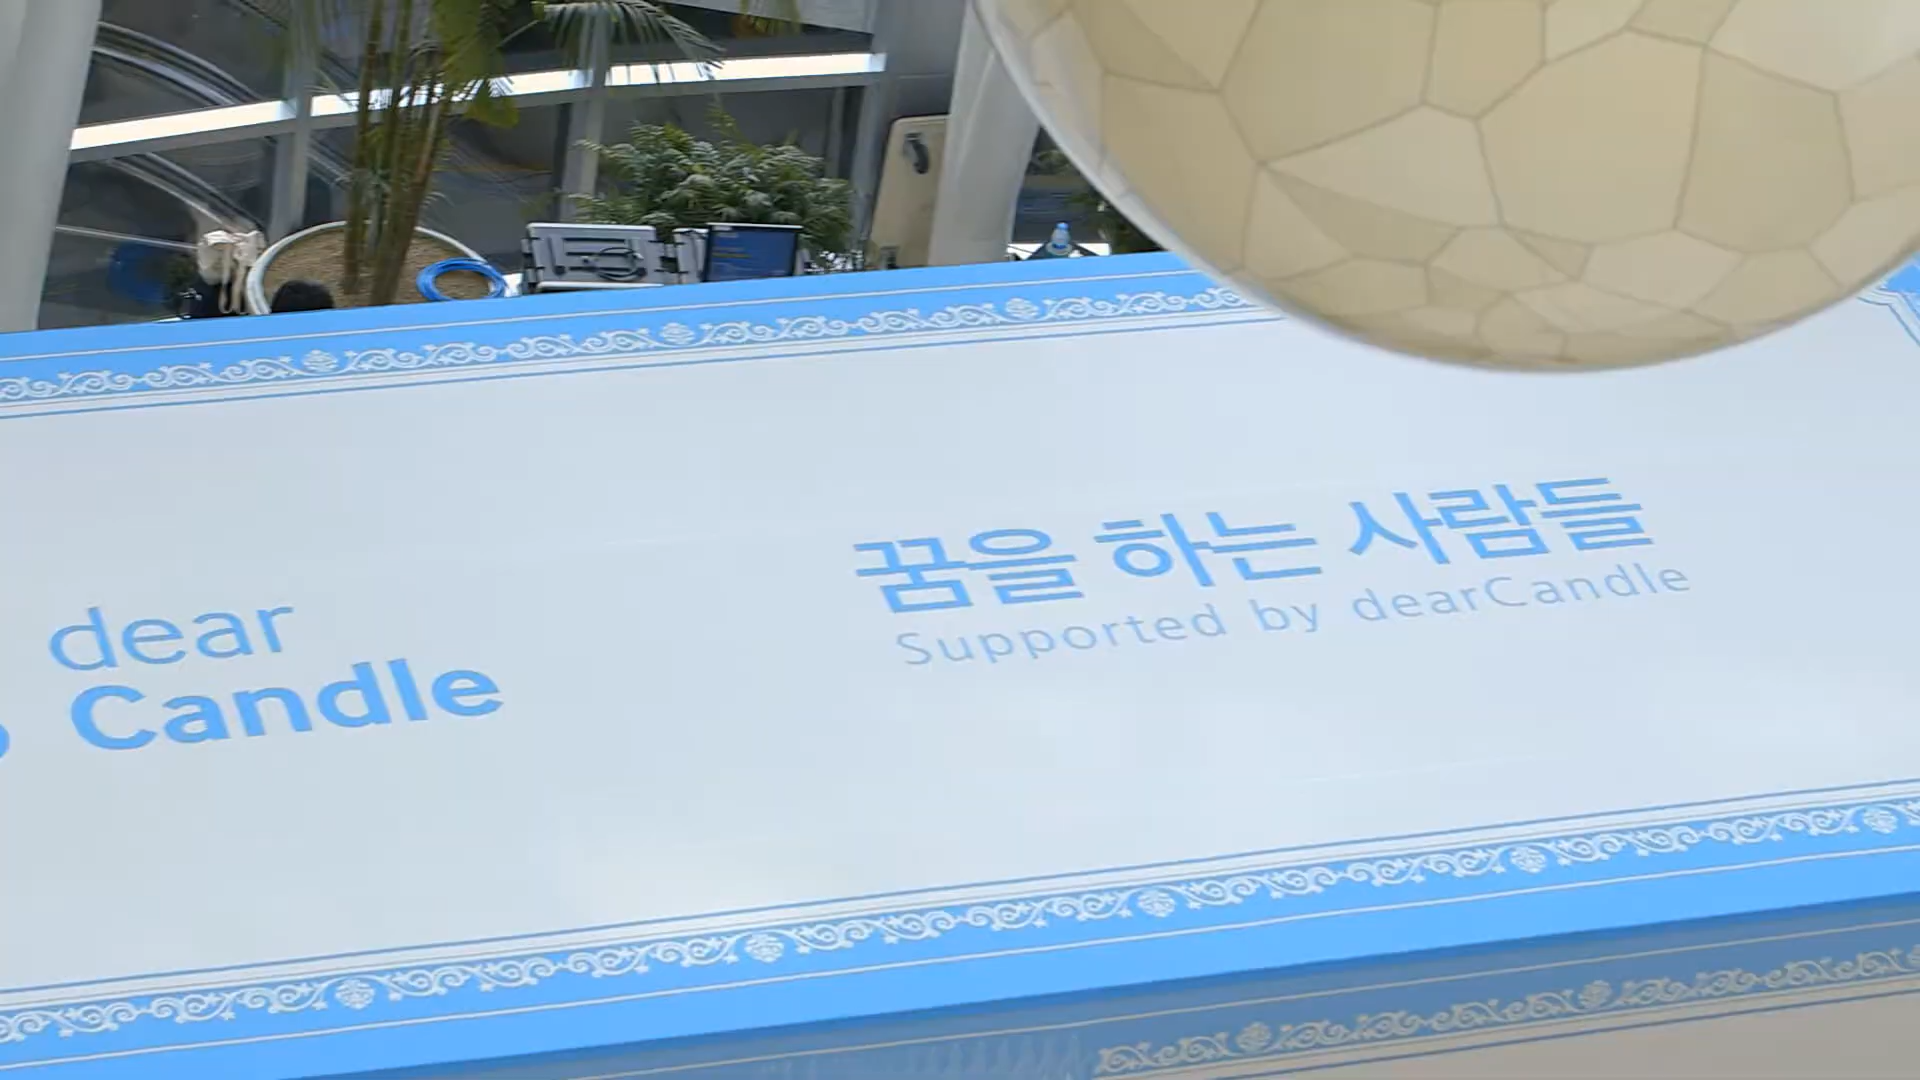 dear
Candle
꿈을 하는 사람들
Supported by dearCandle